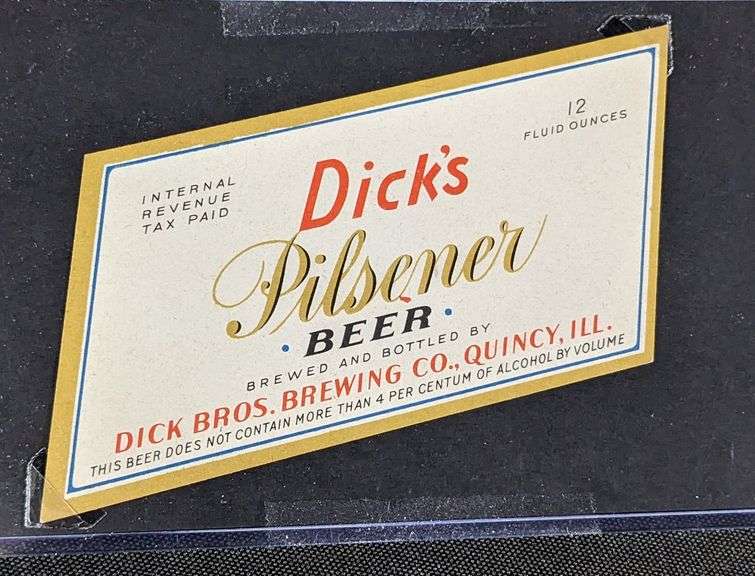 INTERNAL
REVENUE
TAX PAID
12
FLUID OUNCES
Dick's
Pilsener
• BEER •
BREWED AND BOTTLED BY
DICK BROS. BREWING CO., QUINCY, ILL.
THIS BEER DOES NOT CONTAIN MORE THAN 4 PER CENTUM OF ALCOHOL BY VOLUME